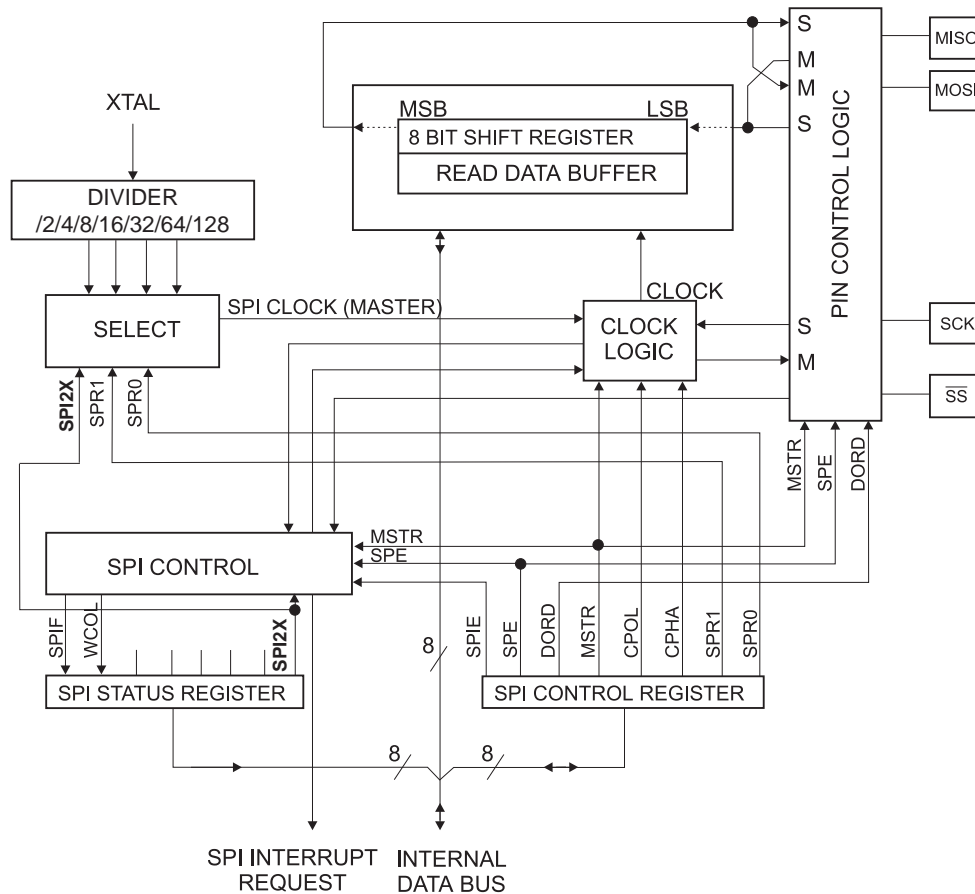 S
MISO
M
XTAL
MSB
LSB
M
MOSI
8 BIT SHIFT REGISTER
S
READ DATA BUFFER
DIVIDER
/2/4/8/16/32/64/128
PIN CONTROL LOGIC
SPI CLOCK (MASTER)
CLOCK
SELECT
CLOCK
LOGIC
S
SCK
M
SS
SPI2X
SPR1
SPR0
MSTR
SPE
DORD
MSTR
SPE
SPI CONTROL
SPIF
WCOL
SPI2X
SPIE
SPE
DORD
MSTR
CPOL
CPHA
SPR1
SPR0
8
SPI STATUS REGISTER
SPI CONTROL REGISTER
8
8
SPI INTERRUPT
REQUEST
INTERNAL
DATA BUS